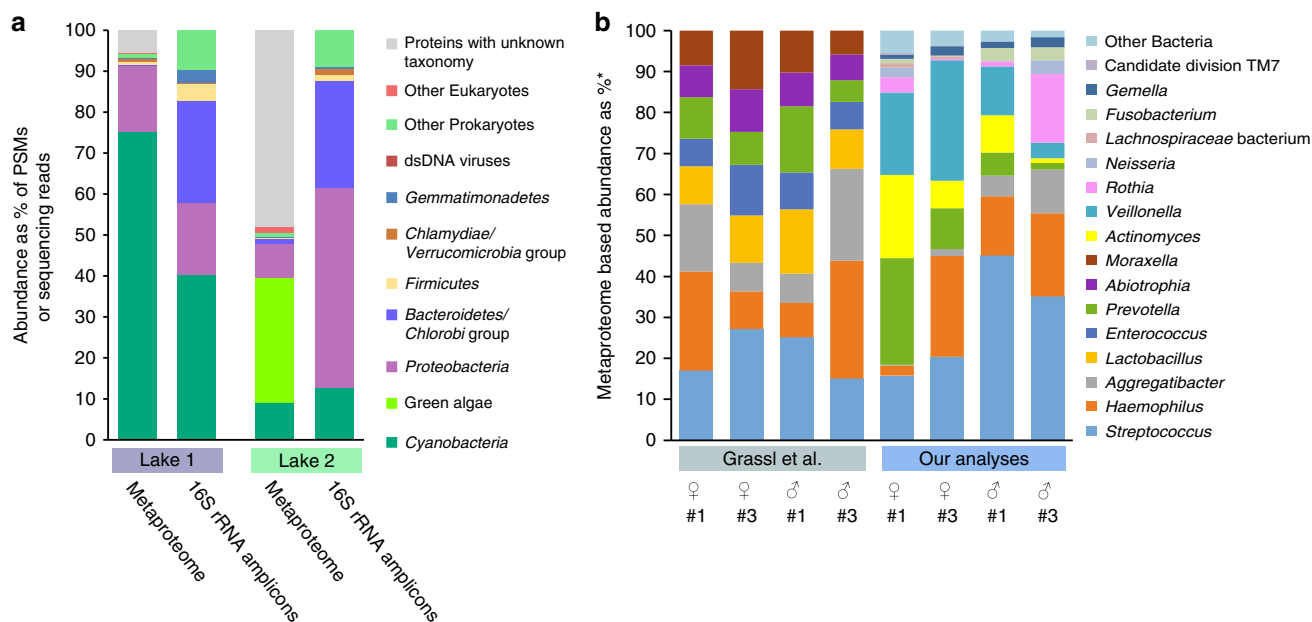 a
Abundance as % of PSMs
or sequencing reads
100
90
80
70
60
50
40
30
20
10
0
Lake 1
Lake 2
Metaproteome
16S rRNA amplicons
Metaproteome
16S rRNA amplicons
Proteins with unknown
taxonomy
Other Eukaryotes
Other Prokaryotes
dsDNA viruses
Gemmatimonadetes
Chlamydiae/
Verrucomicrobia group
Firmicutes
Bacteroidetes/
Chlorobi group
Proteobacteria
Green algae
Cyanobacteria
b
Metaproteome based abundance as %*
100
90
80
70
60
50
40
30
20
10
0
Grassl et al.
Our analyses
♀ ♀ ♂ ♂ ♀ ♀ ♂ ♂
#1 #3 #1 #3 #1 #3 #1 #3
Other Bacteria
Candidate division TM7
Gemella
Fusobacterium
Lachnospiraceae bacterium
Neisseria
Rothia
Veillonella
Actinomyces
Moraxella
Abiotrophia
Prevotella
Enterococcus
Lactobacillus
Aggregatibacter
Haemophilus
Streptococcus